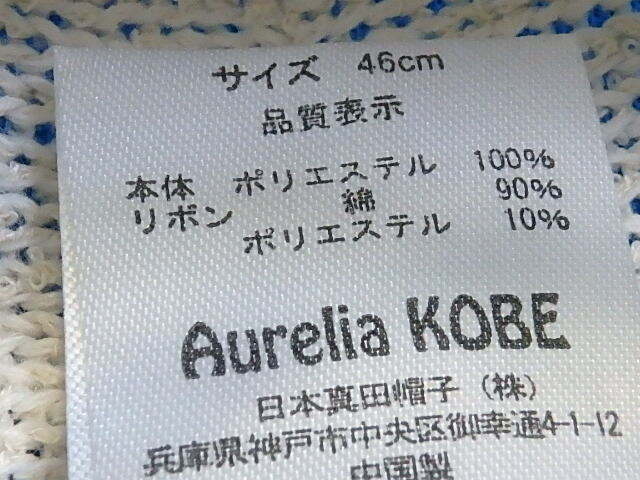 サイズ 46cm
品質表示
本体 ポリエステル 100%
リボン 綿 90%
ポリエステル 10%
Aurelia KOBE
日本真田帽子（株）
兵庫県神戸市中央区御幸通4-1-12
中国製